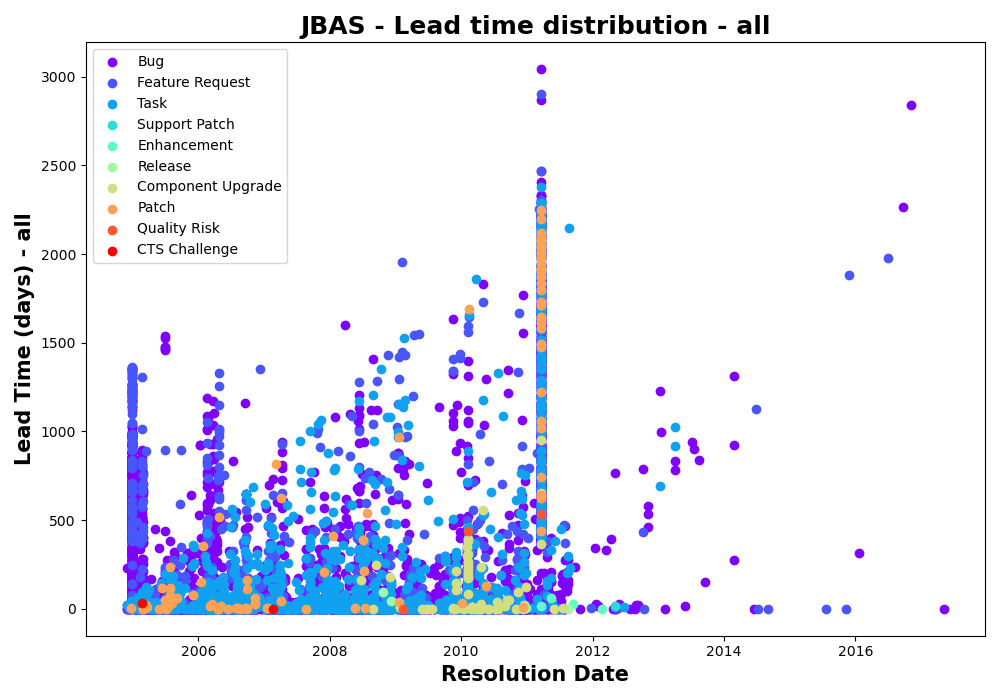 JBAS - Lead time distribution - all
Lead Time (days) - all
3000
2500
2000
1500
1000
500
0
Bug
Feature Request
Task
Support Patch
Enhancement
Release
Component Upgrade
Patch
Quality Risk
CTS Challenge
2006
2008
2010
2012
2014
2016
Resolution Date